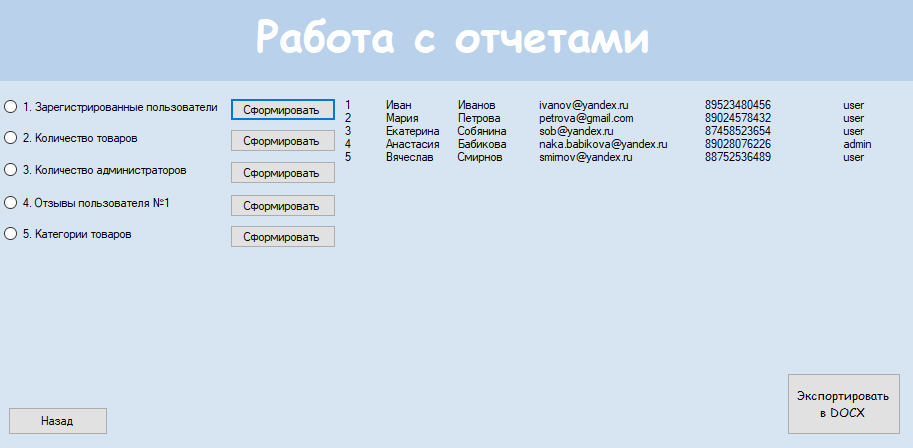 Работа с отчетами
1. Зарегистрированные пользователи
Сформировать
2. Количество товаров
Сформировать
3. Количество администраторов
Сформировать
4. Отзывы пользователя №1
Сформировать
5. Категории товаров
Сформировать
1 Иван Иванов ivanov@yandex.ru 89523480456 user
2 Мария Петрова petrova@gmail.com 89024578432 user
3 Екатерина Собянина sob@yandex.ru 87458523654 user
4 Анастасия Бабикова naka.babikova@yandex.ru 89028076226 admin
5 Вячеслав Смирнов smirnov@yandex.ru 88752536489 user
Экспортировать
в DOCX
Назад